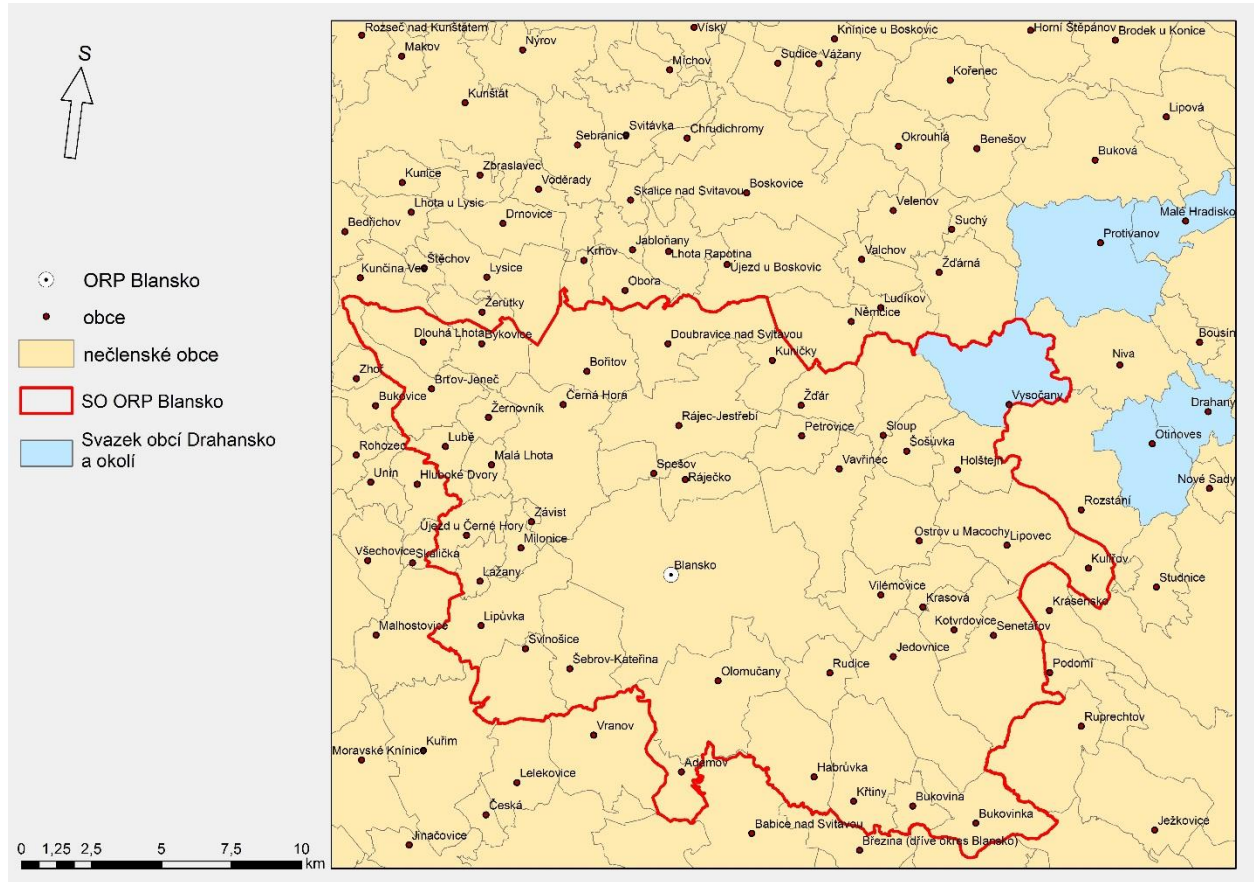 S
ORP Blansko
obce
nečlenské obce
SO ORP Blansko
Svazek obcí Drahansko
a okolí
0 1,25 2,5 5 7,5 10
km
Rozseč nad Kunštátem
Makov
Nýrov
Vísky
Míchov
Knínice u Boskovic
Sudice
Vážany
Horní Štěpánov
Brodek u Konice
Kořenec
Kunštát
Lipová
Sebranice
Svitávka
Chrudichromy
Okrouhlá
Benešov
Buková
Zbraslavec
Kunice
Voděrady
Skalice nad Svitavou
Boskovice
Lhota u Lysic
Drnovice
Velenov
Suchý
Malé Hradisko
Bedřichov
Protivanov
Krhov
Jabloňany
Lhota Rapotina
Valchov
Štěchov
Kunčina Ves
Lysice
Újezd u Boskovic
Žďárná
Obora
Žerůtky
Ludíkov
Němčice
Dlouhá Lhota
Býkovice
Doubravice nad Svitavou
Kuničky
Bousín
Niva
Zhoř
Bořitov
Brťov-Jeneč
Bukovice
Žernovník
Černá Hora
Žďár
Vysočany
Drahany
Rájec-Jestřebí
Petrovice
Sloup
Šošůvka
Otinoves
Rohozec
Lubě
Malá Lhota
Vavřinec
Holštejn
Unín
Hluboké Dvory
Spešov
Ráječko
Nové Sady
Rozstání
Závist
Újezd u Černé Hory
Milonice
Ostrov u Macochy
Lipovec
Všechovice
Skalička
Lažany
Blansko
Kulířov
Studnice
Vilémovice
Krasová
Krásensko
Malhostovice
Lipůvka
Kotvrdovice
Senetářov
Svinošice
Šebrov-Kateřina
Jedovnice
Olomučany
Rudice
Podomí
Ruprechtov
Vranov
Kuřim
Moravské Knínice
Adamov
Habrůvka
Lelekovice
Křtiny
Bukovina
Česká
Bukovinka
Babice nad Svitavou
Ježkovice
Jinačovice
Březina (dříve okres Blansko)